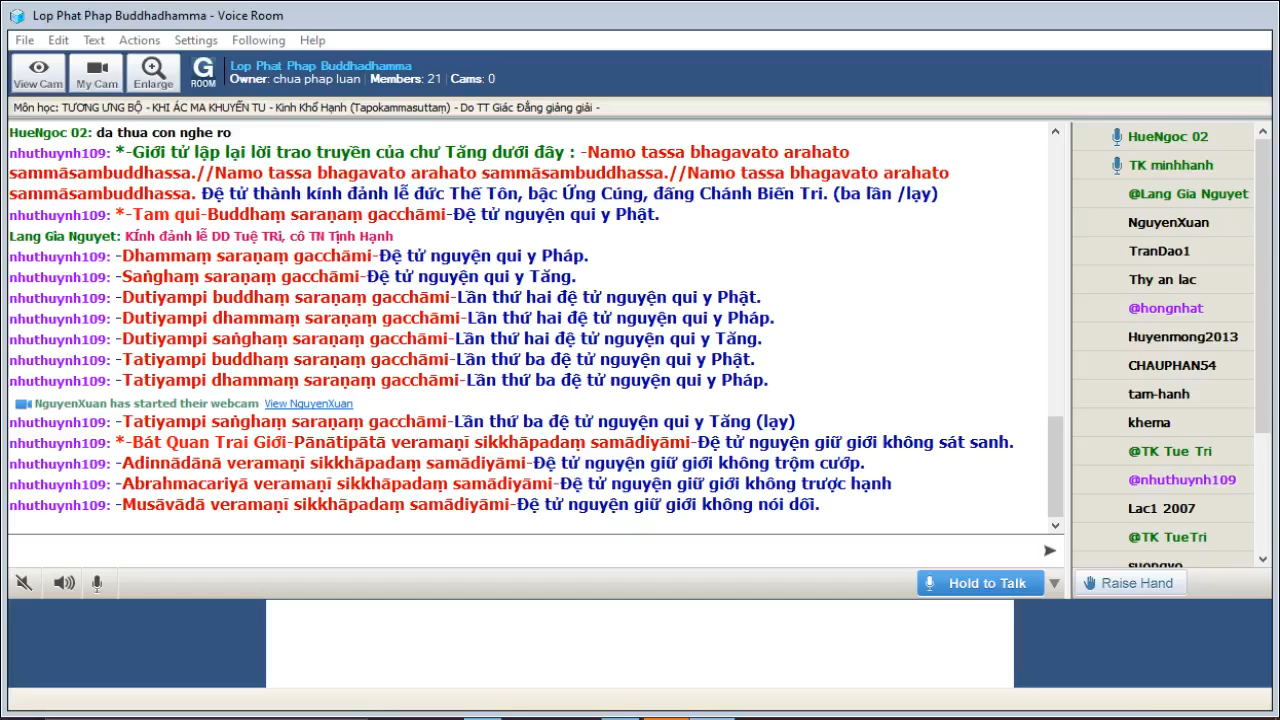 Lop Phat Phap Buddhadhamma - Voice Room
File Edit Text Actions Settings Following Help
View Cam My Cam Enlarge G ROOM
Lop Phat Phap Buddhadhamma
Owner: chua phap luan | Members: 21 | Cams: 0
Môn học: TƯƠNG ƯNG BỘ - KHI ÁC MA KHUYẾN TU - Kinh Khổ Hạnh (Tapokammasuttaṃ) - Do TT Giác Đẳng giảng giải -
HueNgoc 02: da thua con nghe ro
nhuthuynh109: *-Giới tử lập lại lời trao truyền của chư Tăng dưới đây : -Namo tassa bhagavato arahato
sammāsambuddhassa.//Namo tassa bhagavato arahato sammāsambuddhassa.//Namo tassa bhagavato arahato
sammāsambuddhassa. Đệ tử thành kính đảnh lễ đức Thế Tôn, bậc Ứng Cúng, đấng Chánh Biến Tri. (ba lần /lạy)
nhuthuynh109: *-Tam qui-Buddhaṃ saraṇaṃ gacchāmi-Đệ tử nguyện qui y Phật.
Lang Gia Nguyet: KÍnh đảnh lễ DD Tuệ TRi, cô TN Tịnh Hạnh
nhuthuynh109: -Dhammaṃ saraṇaṃ gacchāmi-Đệ tử nguyện qui y Pháp.
nhuthuynh109: -Saṅghaṃ saraṇaṃ gacchāmi-Đệ tử nguyện qui y Tăng.
nhuthuynh109: -Dutiyampi buddhaṃ saraṇaṃ gacchāmi-Lần thứ hai đệ tử nguyện qui y Phật.
nhuthuynh109: -Dutiyampi dhammaṃ saraṇaṃ gacchāmi-Lần thứ hai đệ tử nguyện qui y Pháp.
nhuthuynh109: -Dutiyampi saṅghaṃ saraṇaṃ gacchāmi-Lần thứ hai đệ tử nguyện qui y Tăng.
nhuthuynh109: -Tatiyampi buddhaṃ saraṇaṃ gacchāmi-Lần thứ ba đệ tử nguyện qui y Phật.
nhuthuynh109: -Tatiyampi dhammaṃ saraṇaṃ gacchāmi-Lần thứ ba đệ tử nguyện qui y Pháp.
NguyenXuan has started their webcam View NguyenXuan
nhuthuynh109: -Tatiyampi saṅghaṃ saraṇaṃ gacchāmi-Lần thứ ba đệ tử nguyện qui y Tăng (lạy)
nhuthuynh109: *-Bát Quan Trai Giới-Pānātipātā veramaṇī sikkhāpadaṃ samādiyāmi-Đệ tử nguyện giữ giới không sát sanh.
nhuthuynh109: -Adinnādānā veramaṇī sikkhāpadaṃ samādiyāmi-Đệ tử nguyện giữ giới không trộm cướp.
nhuthuynh109: -Abrahmacariyā veramaṇī sikkhāpadaṃ samādiyāmi-Đệ tử nguyện giữ giới không trược hạnh
nhuthuynh109: -Musāvādā veramaṇī sikkhāpadaṃ samādiyāmi-Đệ tử nguyện giữ giới không nói dối.
HueNgoc 02
TK minhhanh
@Lang Gia Nguyet
NguyenXuan
TranDao1
Thy an lac
@hongnhat
Huyenmong2013
CHAUPHAN54
tam-hanh
khema
@TK Tue Tri
@nhuthuynh109
Lac1 2007
@TK TueTri
Hold to Talk
Raise Hand